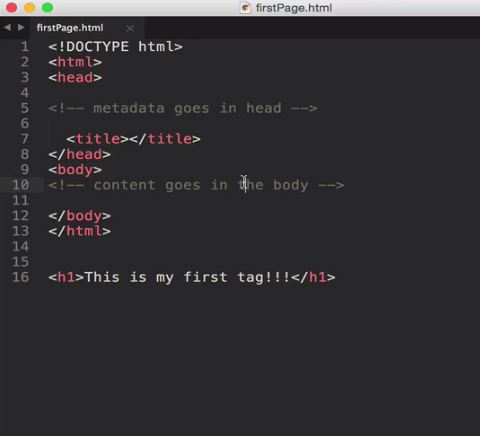 firstPage.html
firstPage.html
1 <!DOCTYPE html>
2 <html>
3 <head>
4
5 <!-- metadata goes in head -->
6
7 <title></title>
8 </head>
9 <body>
10 <!-- content goes in the body -->
11
12 </body>
13 </html>
14
15
16 <h1>This is my first tag!!!</h1>